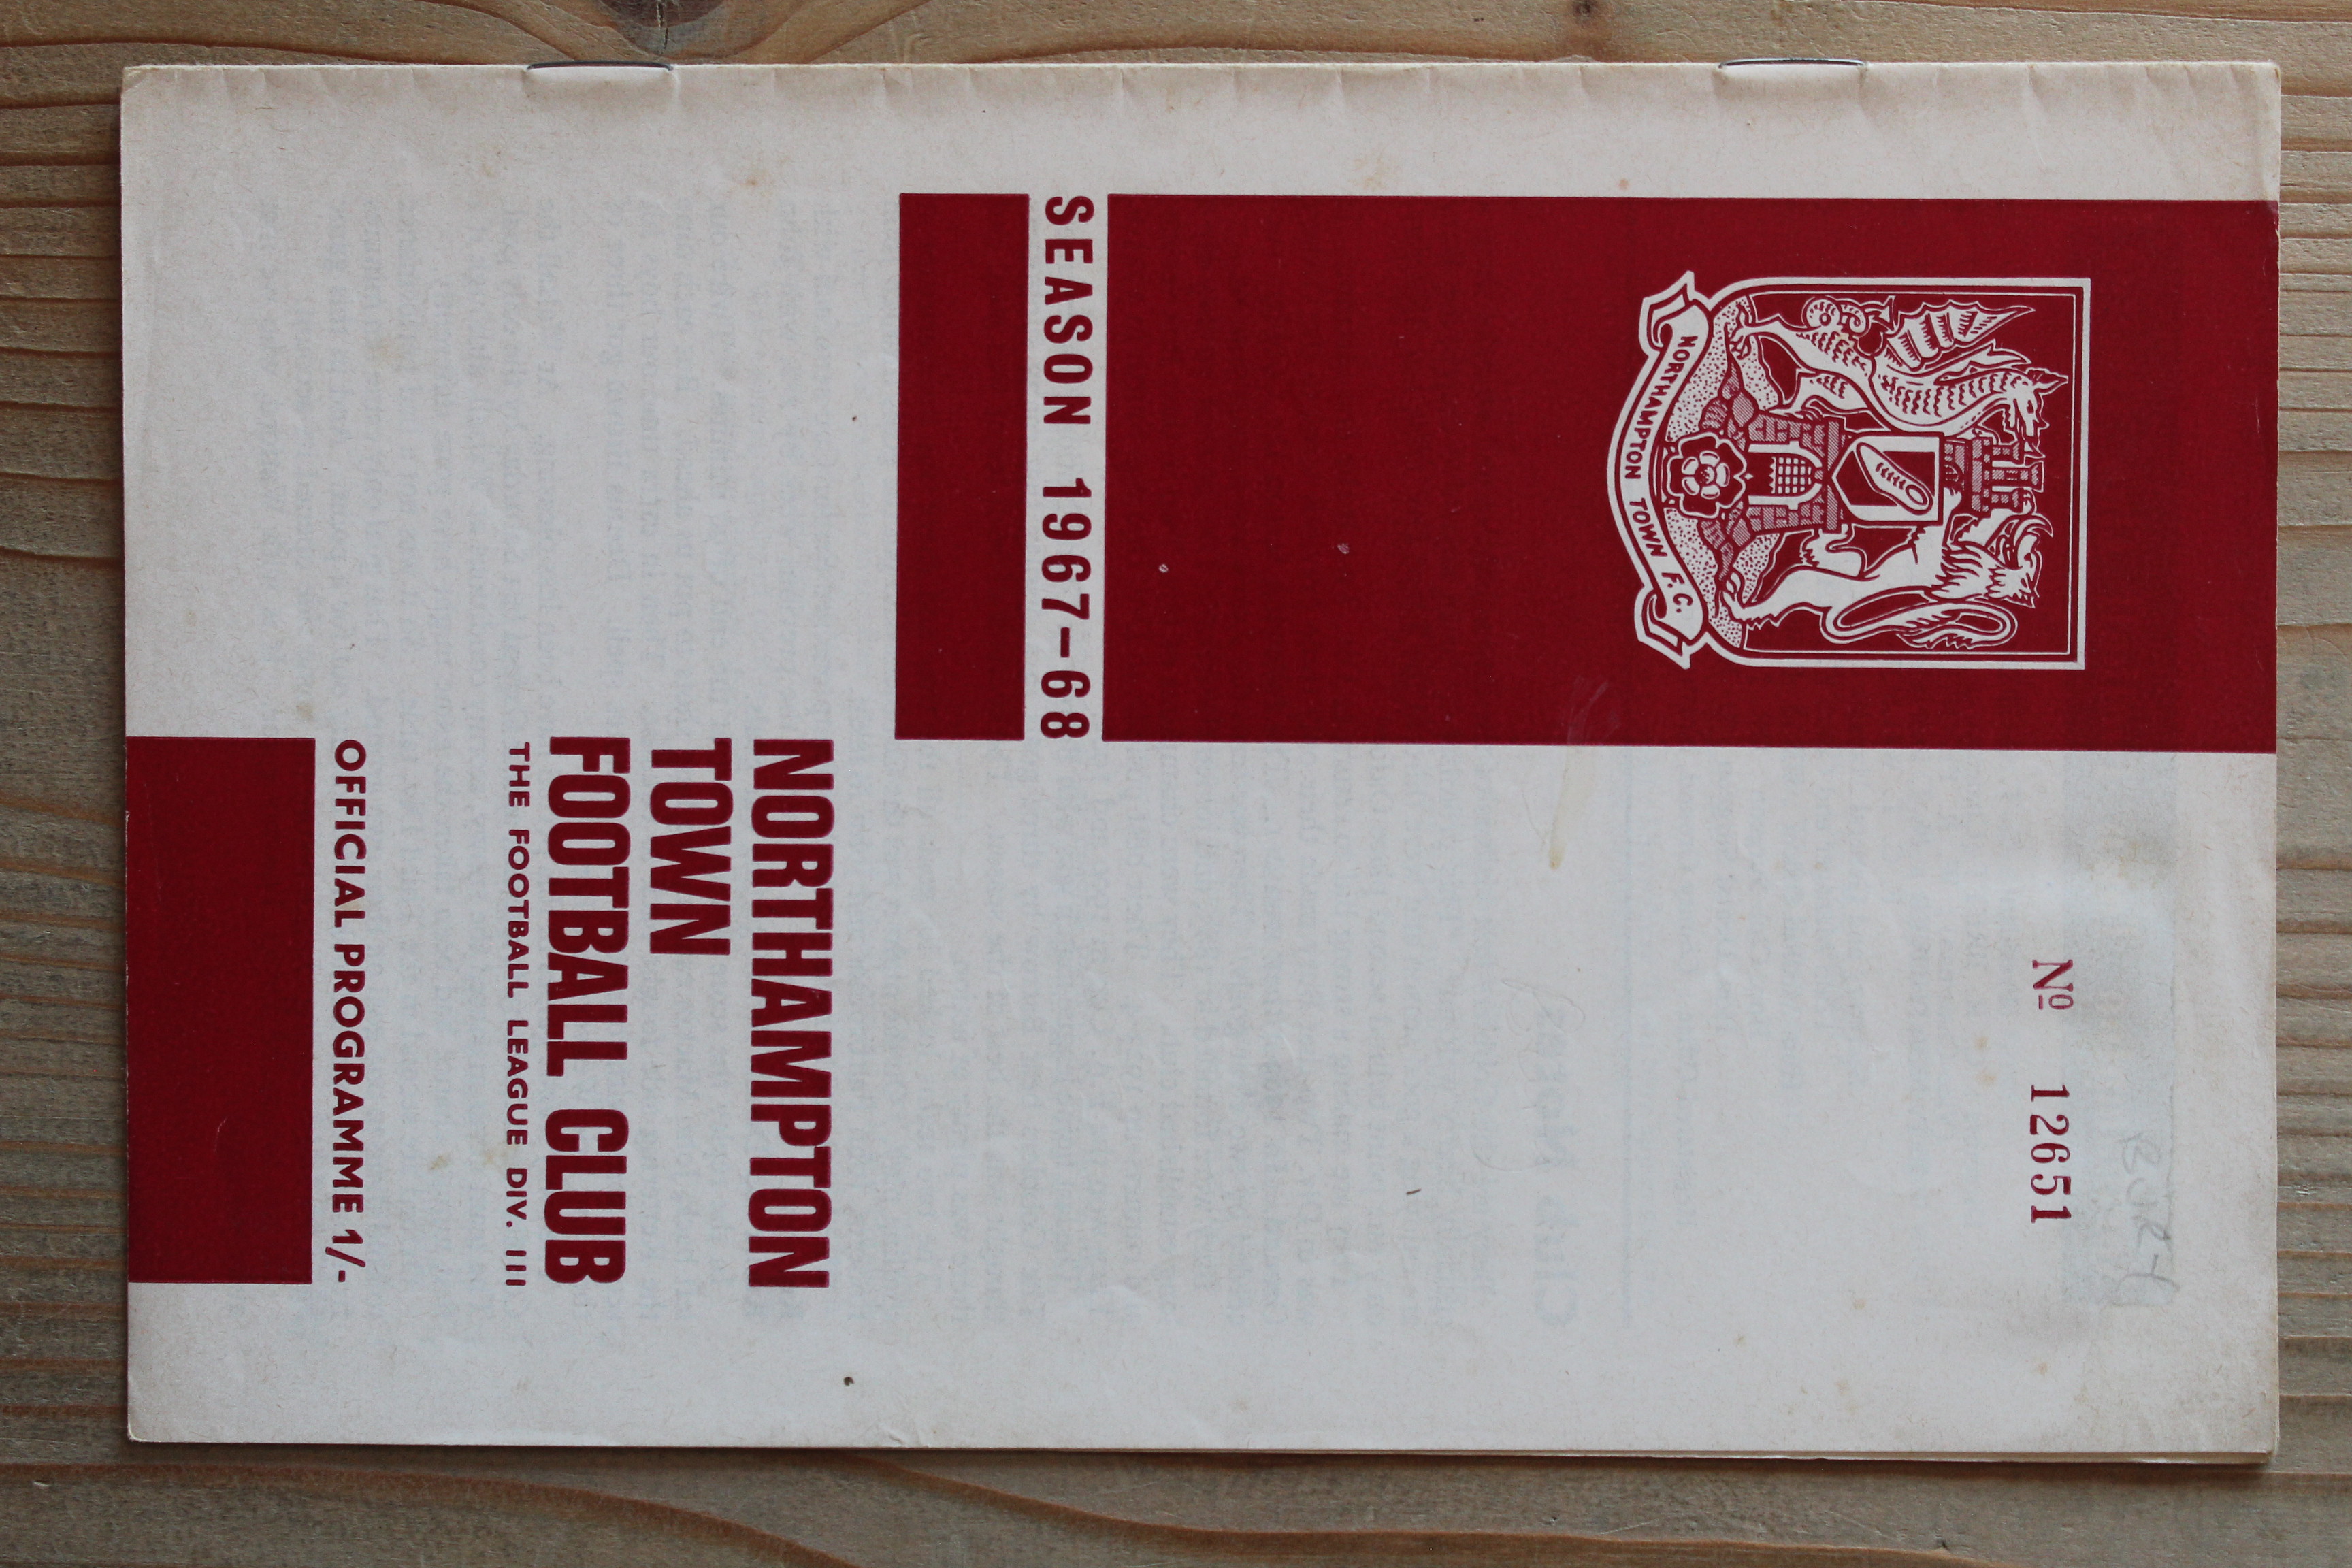 BURY
Nº 12651
NORTHAMPTON TOWN F.C.
SEASON 1967-68
NORTHAMPTON
TOWN
FOOTBALL CLUB
THE FOOTBALL LEAGUE DIV. III
OFFICIAL PROGRAMME 1/-